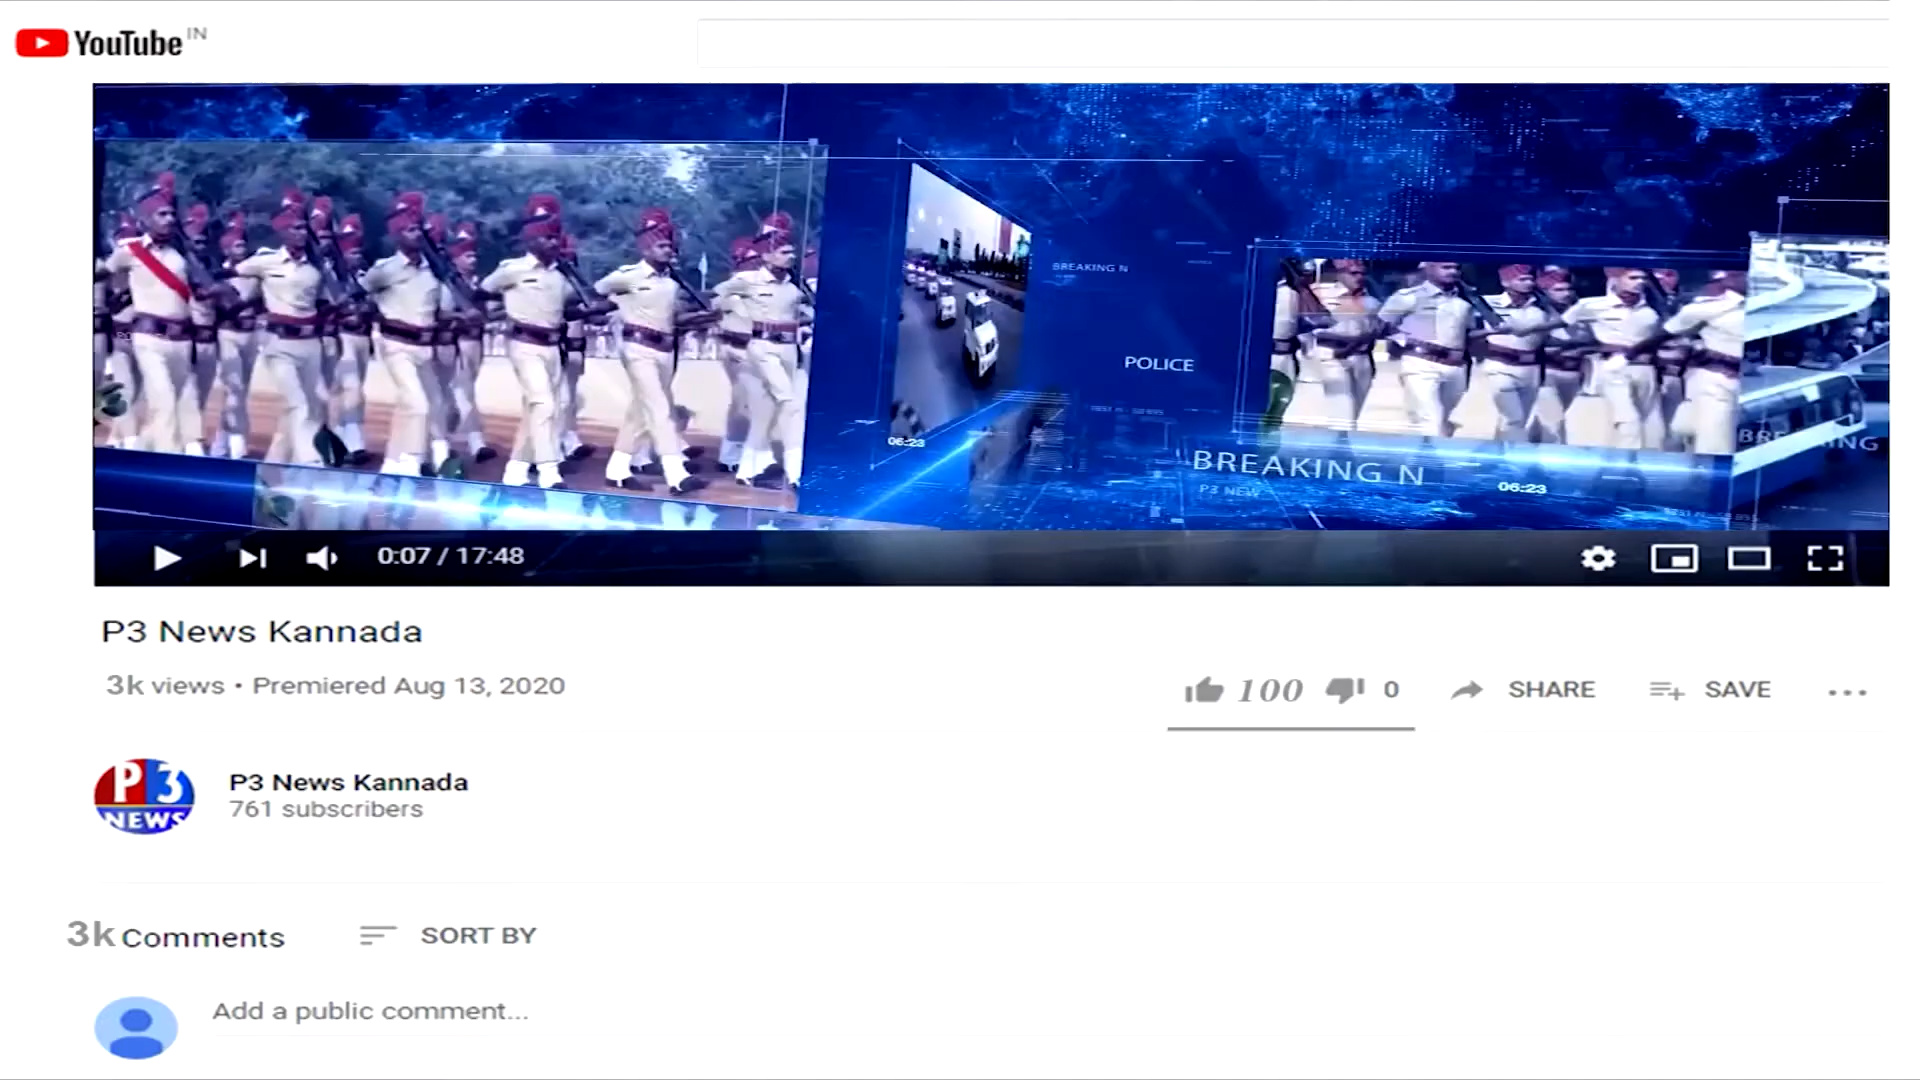 YouTube IN
BREAKING N
POLICE
06:23
BREAKING N
P3 NEW
06:23
0:07 / 17:48
P3 News Kannada
3k views • Premiered Aug 13, 2020
100 0 SHARE SAVE
P3 NEWS
P3 News Kannada
761 subscribers
3k Comments SORT BY
Add a public comment...